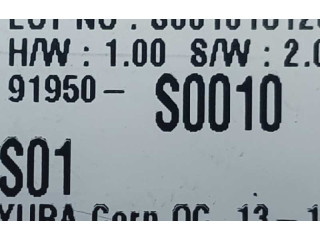 H/W : 1.00 S/W : 2.0
91950- S0010
S01
YURA Corp QC 13-1